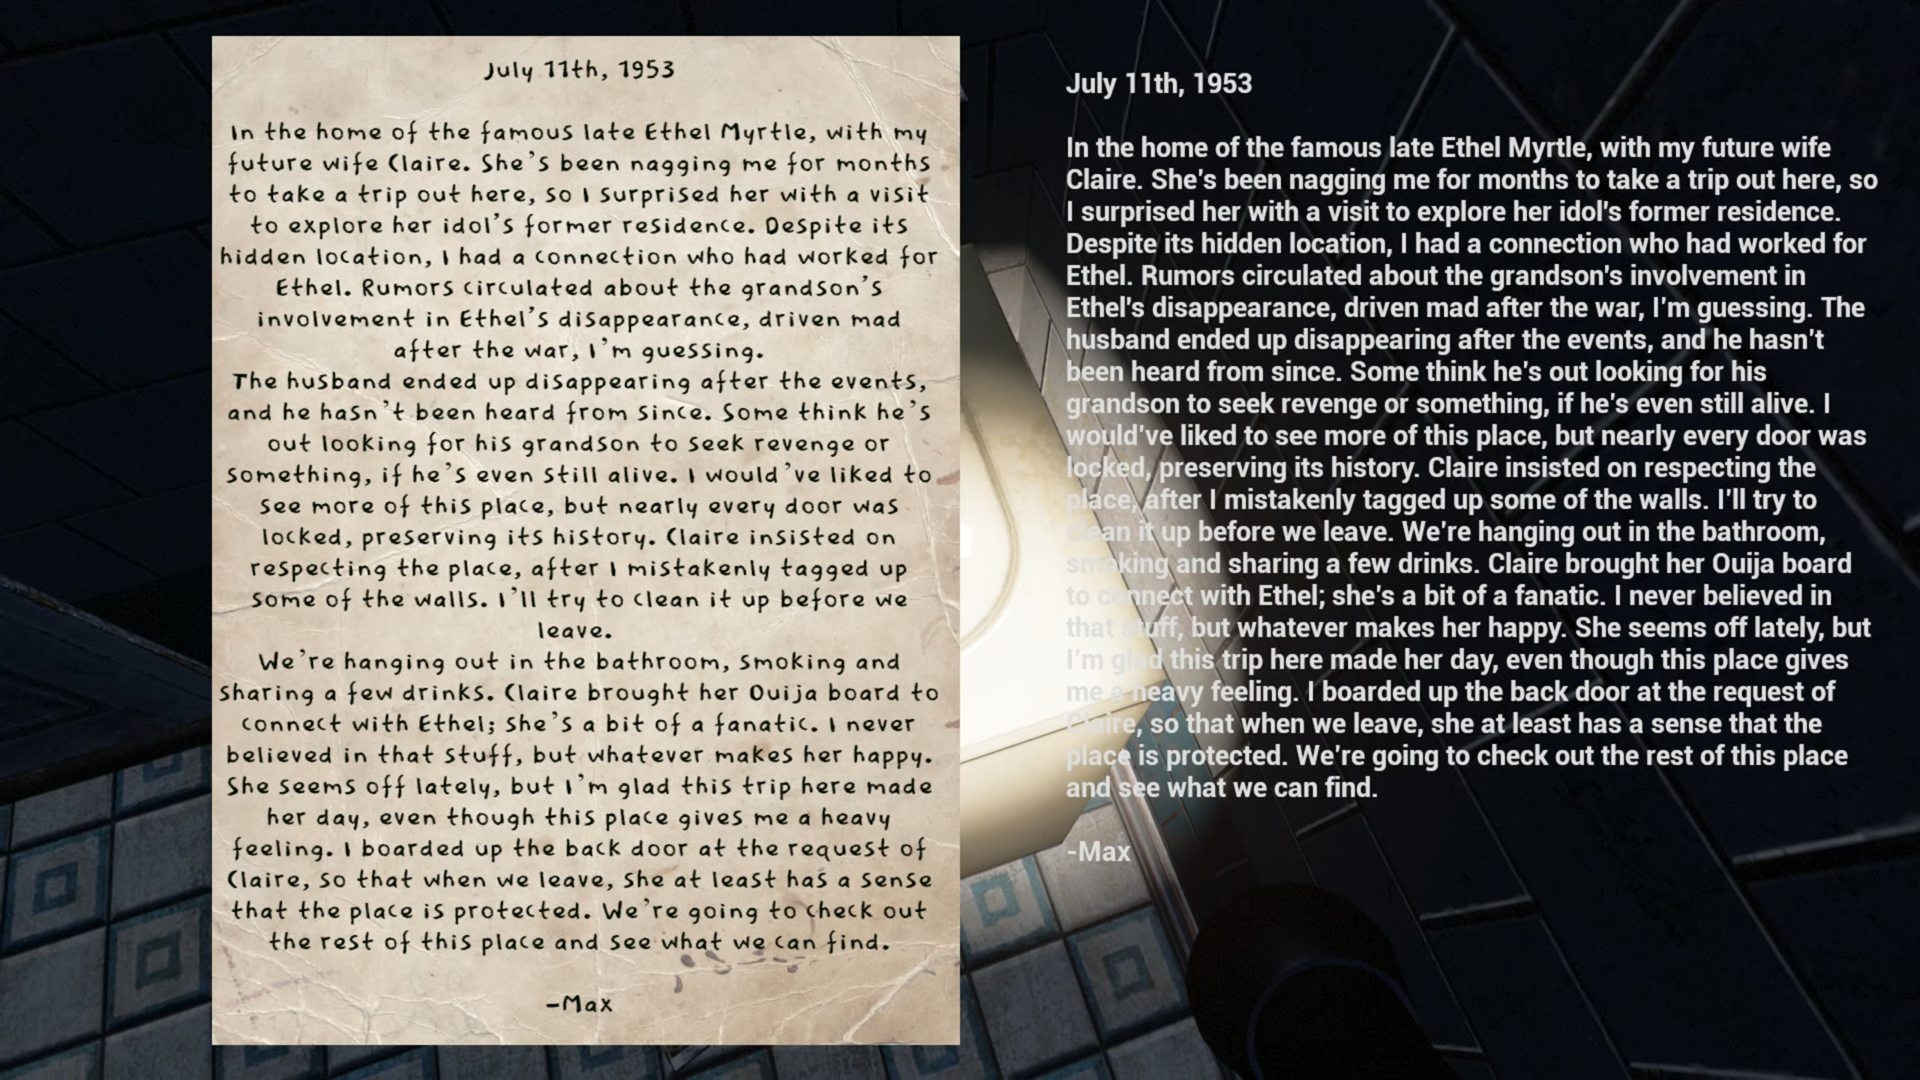 July 11th, 1953
In the home of the famous late Ethel Myrtle, with my
future wife Claire. She's been nagging me for months
to take a trip out here, so I surprised her with a visit
to explore her idol's former residence. Despite its
hidden location, I had a connection who had worked for
Ethel. Rumors circulated about the grandson's
involvement in Ethel's disappearance, driven mad
after the war, I'm guessing.
The husband ended up disappearing after the events,
and he hasn't been heard from since. Some think he's
out looking for his grandson to seek revenge or
something, if he's even still alive. I would've liked to
see more of this place, but nearly every door was
locked, preserving its history. Claire insisted on
respecting the place, after I mistakenly tagged up
some of the walls. I'll try to clean it up before we
leave.
We're hanging out in the bathroom, smoking and
sharing a few drinks. Claire brought her Ouija board to
connect with Ethel; she's a bit of a fanatic. I never
believed in that stuff, but whatever makes her happy.
She seems off lately, but I'm glad this trip here made
her day, even though this place gives me a heavy
feeling. I boarded up the back door at the request of
Claire, so that when we leave, she at least has a sense
that the place is protected. We're going to check out
the rest of this place and see what we can find.
-Max
July 11th, 1953
In the home of the famous late Ethel Myrtle, with my future wife
Claire. She's been nagging me for months to take a trip out here, so
I surprised her with a visit to explore her idol's former residence.
Despite its hidden location, I had a connection who had worked for
Ethel. Rumors circulated about the grandson's involvement in
Ethel's disappearance, driven mad after the war, I'm guessing. The
husband ended up disappearing after the events, and he hasn't
been heard from since. Some think he's out looking for his
grandson to seek revenge or something, if he's even still alive. I
would've liked to see more of this place, but nearly every door was
locked, preserving its history. Claire insisted on respecting the
place, after I mistakenly tagged up some of the walls. I'll try to
clean it up before we leave. We're hanging out in the bathroom,
smoking and sharing a few drinks. Claire brought her Ouija board
to connect with Ethel; she's a bit of a fanatic. I never believed in
that stuff, but whatever makes her happy. She seems off lately, but
I'm glad this trip here made her day, even though this place gives
me a heavy feeling. I boarded up the back door at the request of
Claire, so that when we leave, she at least has a sense that the
place is protected. We're going to check out the rest of this place
and see what we can find.
-Max